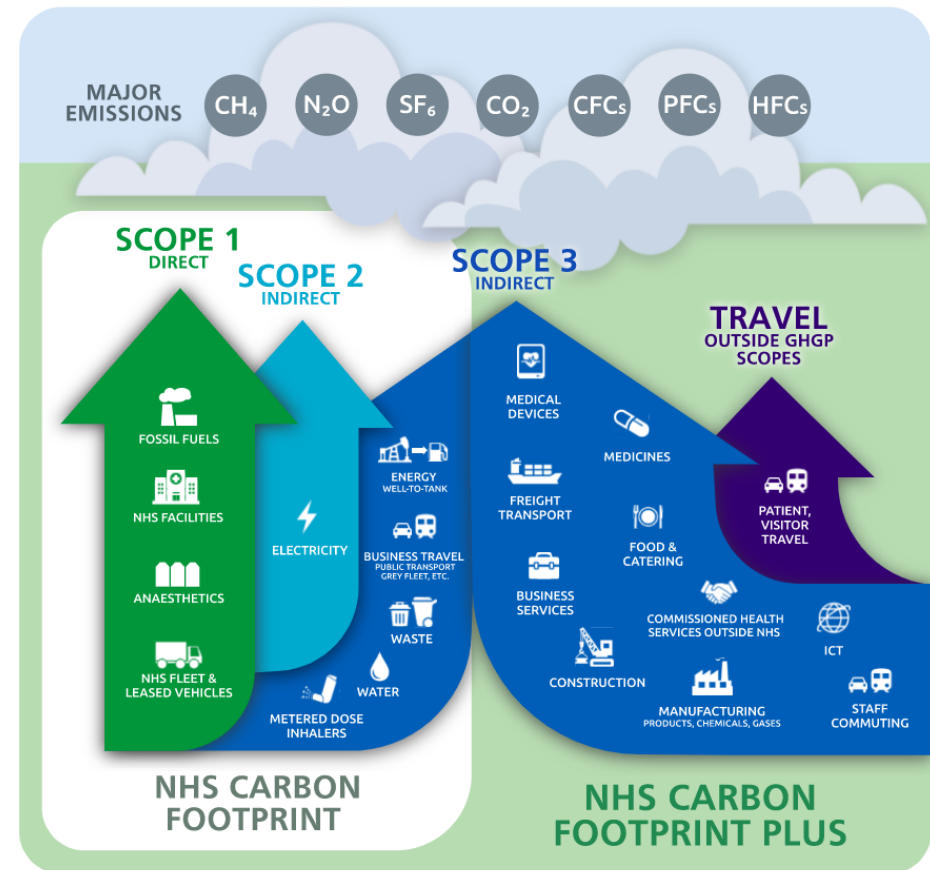 MAJOR
EMISSIONS
CH₄
N₂O
SF₆
CO₂
CFCs
PFCs
HFCs
SCOPE 1
DIRECT
SCOPE 2
INDIRECT
SCOPE 3
INDIRECT
TRAVEL
OUTSIDE GHGP
SCOPES
FOSSIL FUELS
NHS FACILITIES
ANAESTHETICS
NHS FLEET &
LEASED VEHICLES
ELECTRICITY
ENERGY
WELL-TO-TANK
BUSINESS TRAVEL
PUBLIC TRANSPORT
GREY FLEET, ETC.
WASTE
WATER
METERED DOSE
INHALERS
MEDICAL
DEVICES
MEDICINES
FREIGHT
TRANSPORT
FOOD &
CATERING
BUSINESS
SERVICES
COMMISSIONED HEALTH
SERVICES OUTSIDE NHS
CONSTRUCTION
MANUFACTURING
PRODUCTS, CHEMICALS, GASES
ICT
STAFF
COMMUTING
PATIENT,
VISITOR
TRAVEL
NHS CARBON
FOOTPRINT
NHS CARBON
FOOTPRINT PLUS